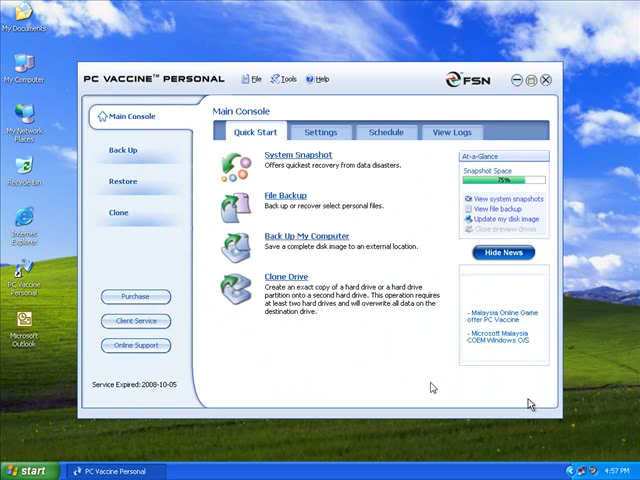 My Documents
My Computer
My Network
Places
Recycle Bin
Internet
Explorer
PC Vaccine
Personal
Microsoft
Outlook
PC VACCINE™ PERSONAL
File
Tools
Help
FSN
Main Console
Back Up
Restore
Clone
Purchase
Client Service
Online Support
Service Expired: 2008-10-05
Main Console
Quick Start
Settings
Schedule
View Logs
System Snapshot
Offers quickest recovery from data disasters.
File Backup
Back up or recover select personal files.
Back Up My Computer
Save a complete disk image to an external location.
Clone Drive
Create an exact copy of a hard drive or a hard drive
partition onto a second hard drive. This operation requires
at least two hard drives and will overwrite all data on the
destination drive.
At-a-Glance
Snapshot Space
75%
View system snapshots
View file backup
Update my disk image
Close preview drives
Hide News
- Malaysia Online Game
offer PC Vaccine
- Microsoft Malaysia
COEM Windows O/S
start
PC Vaccine Personal
4:57 PM